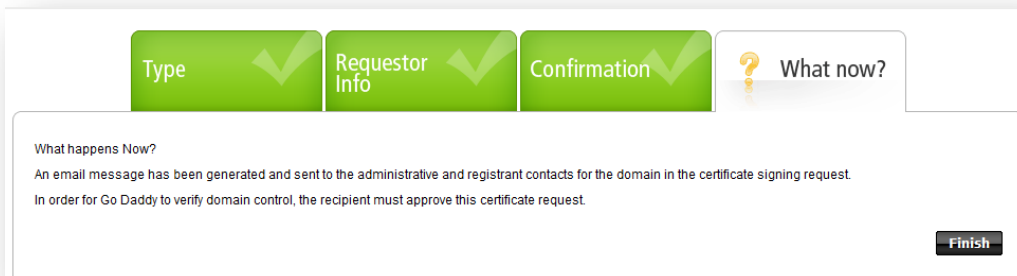 Type
Requestor
Info
Confirmation
What now?
What happens Now?
An email message has been generated and sent to the administrative and registrant contacts for the domain in the certificate signing request.
In order for Go Daddy to verify domain control, the recipient must approve this certificate request.
Finish